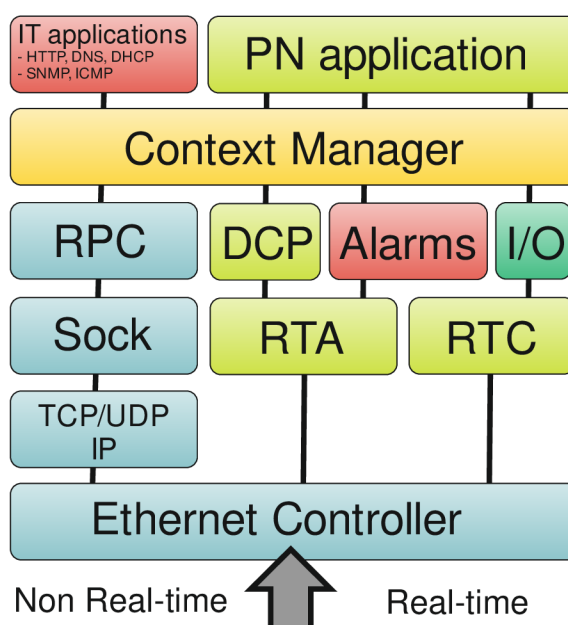 IT applications
- HTTP, DNS, DHCP
- SNMP, ICMP
PN application
Context Manager
RPC
DCP
Alarms
I/O
Sock
RTA
RTC
TCP/UDP
IP
Ethernet Controller
Non Real-time
Real-time